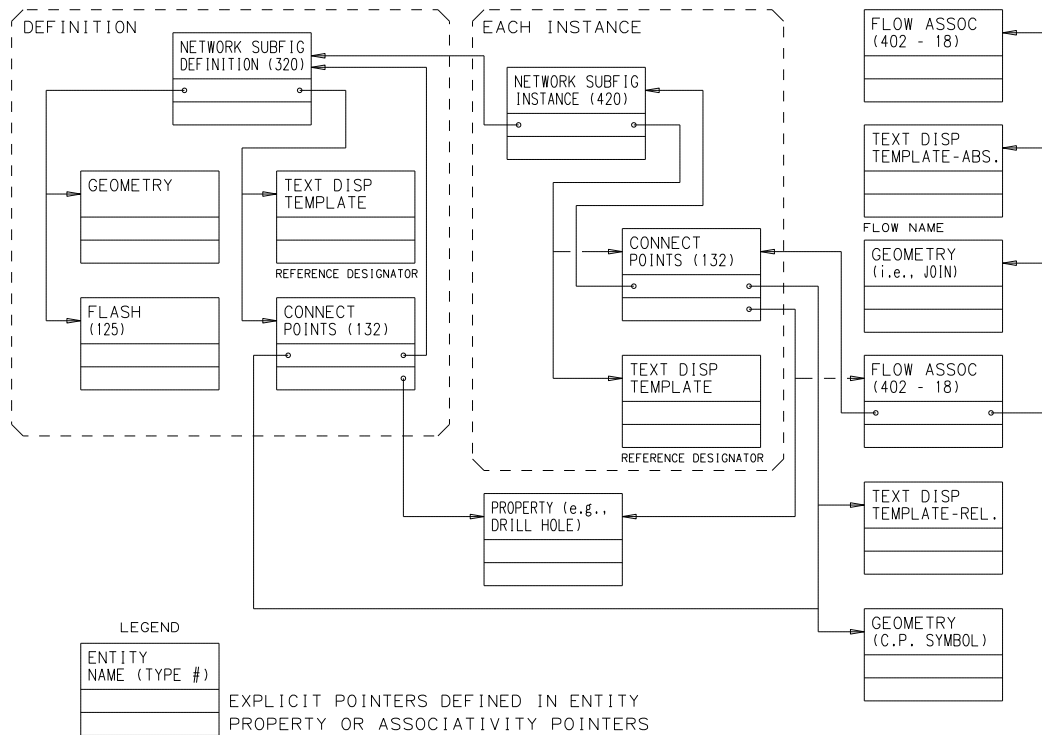 DEFINITION
NETWORK SUBFIG
DEFINITION (320)
GEOMETRY
TEXT DISP
TEMPLATE
REFERENCE DESIGNATOR
FLASH
(125)
CONNECT
POINTS (132)
EACH INSTANCE
NETWORK SUBFIG
INSTANCE (420)
CONNECT
POINTS (132)
TEXT DISP
TEMPLATE
REFERENCE DESIGNATOR
PROPERTY (e.g.,
DRILL HOLE)
FLOW ASSOC
(402 - 18)
TEXT DISP
TEMPLATE-ABS.
FLOW NAME
GEOMETRY
(i.e., JOIN)
FLOW ASSOC
(402 - 18)
TEXT DISP
TEMPLATE-REL.
GEOMETRY
(C.P. SYMBOL)
LEGEND
ENTITY
NAME (TYPE #)
EXPLICIT POINTERS DEFINED IN ENTITY
PROPERTY OR ASSOCIATIVITY POINTERS